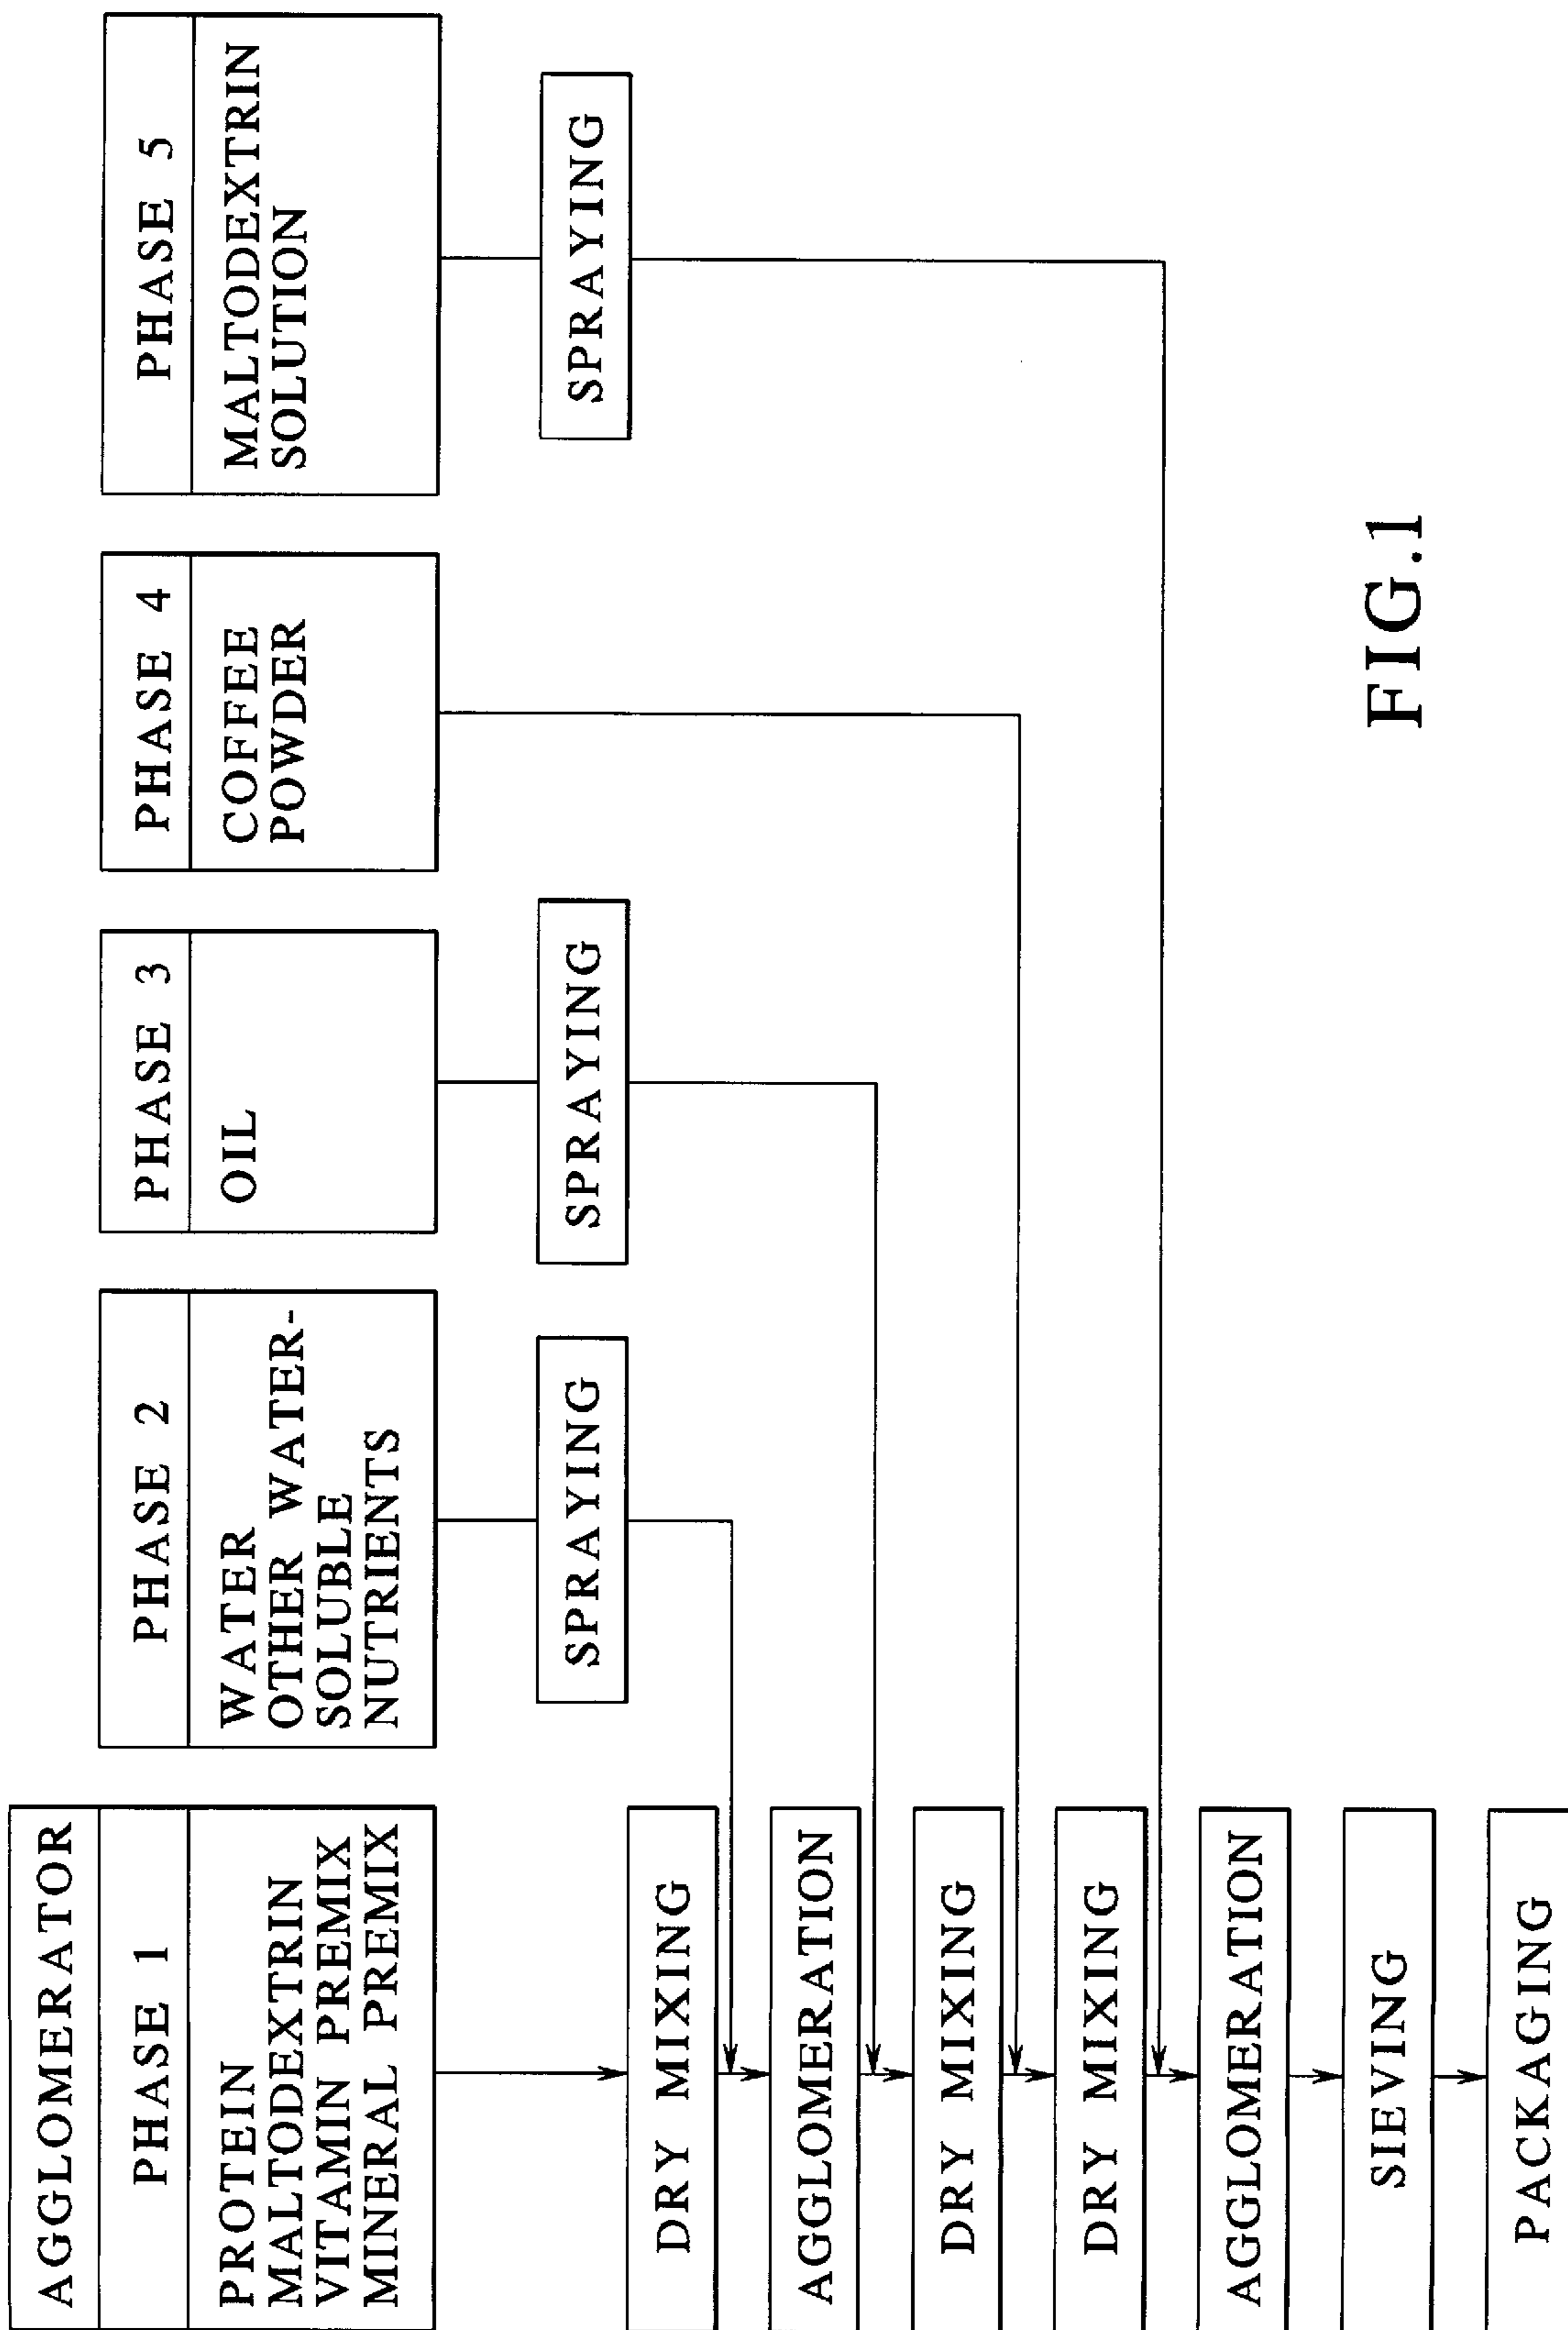 AGGLOMERATOR
PHASE 1
PROTEIN
MALTODEXTRIN
VITAMIN PREMIX
MINERAL PREMIX
PHASE 2
WATER
OTHER WATER-
SOLUBLE
NUTRIENTS
PHASE 3
OIL
PHASE 4
COFFEE
POWDER
PHASE 5
MALTODEXTRIN
SOLUTION
SPRAYING
SPRAYING
SPRAYING
DRY MIXING
AGGLOMERATION
DRY MIXING
DRY MIXING
AGGLOMERATION
SIEVING
PACKAGING
FIG.1